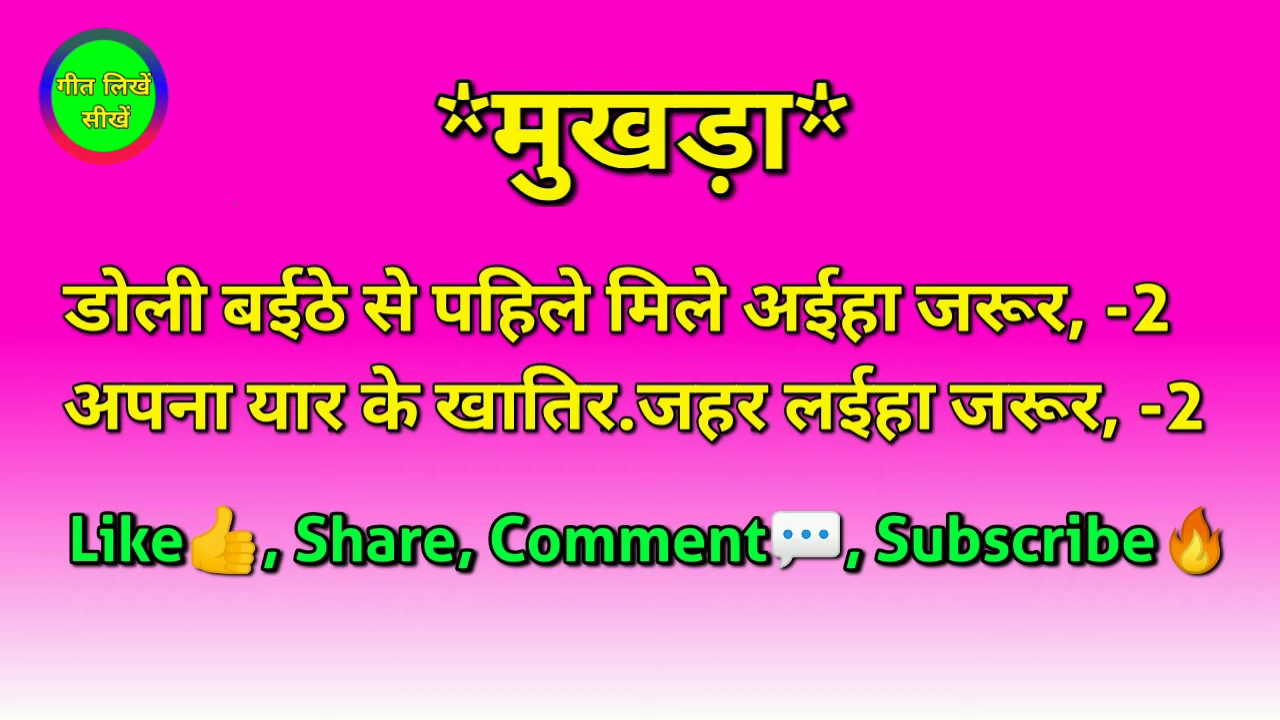 गीत लिखें
सीखें
*मुखड़ा*
डोली बईठे से पहिले मिले अईहा जरूर, -2
अपना यार के खातिर.जहर लईहा जरूर, -2
Like👍, Share, Comment💬, Subscribe🔥